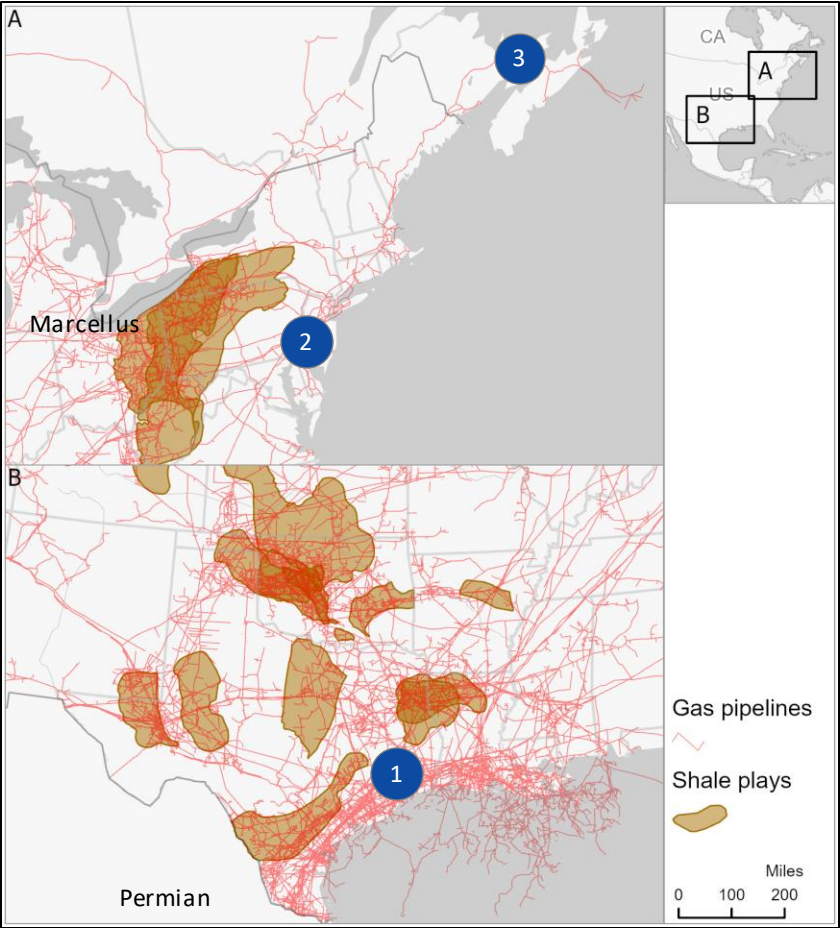 A
3
CA
A
US
B
Marcellus
2
B
1
Permian
Gas pipelines
Shale plays
Miles
0 100 200